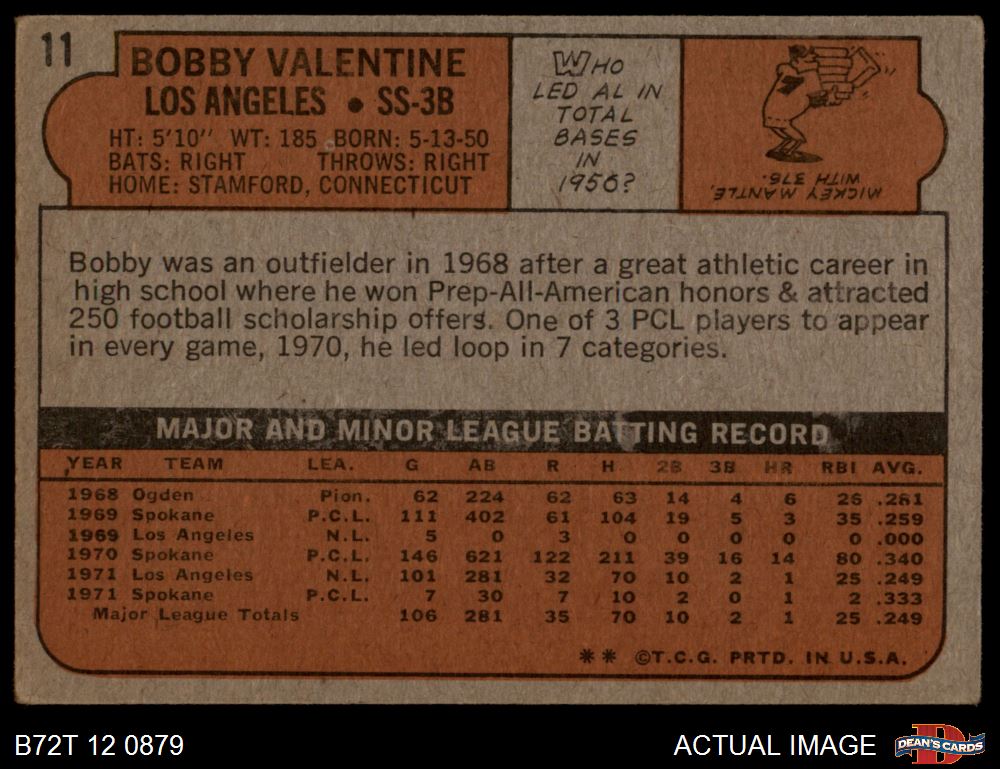 11
BOBBY VALENTINE
LOS ANGELES • SS-3B
HT: 5'10" WT: 185 BORN: 5-13-50
BATS: RIGHT THROWS: RIGHT
HOME: STAMFORD, CONNECTICUT
WHO
LED AL IN
TOTAL
BASES
IN
1956?
MICKEY MANTLE,
WITH 376.
Bobby was an outfielder in 1968 after a great athletic career in
high school where he won Prep-All-American honors & attracted
250 football scholarship offers. One of 3 PCL players to appear
in every game, 1970, he led loop in 7 categories.
MAJOR AND MINOR LEAGUE BATTING RECORD
YEAR TEAM LEA. G AB R H 2B 3B HR RBI AVG.
1968 Ogden Pion. 62 224 62 63 14 4 6 26 .281
1969 Spokane P.C.L. 111 402 61 104 19 5 3 35 .259
1969 Los Angeles N.L. 5 0 3 0 0 0 0 0 .000
1970 Spokane P.C.L. 146 621 122 211 39 16 14 80 .340
1971 Los Angeles N.L. 101 281 32 70 10 2 1 25 .249
1971 Spokane P.C.L. 7 30 7 10 2 0 1 2 .333
Major League Totals 106 281 35 70 10 2 1 25 .249
** ©T.C.G. PRTD. IN U.S.A.
B72T 12 0879
ACTUAL IMAGE
D
DEAN'S CARDS